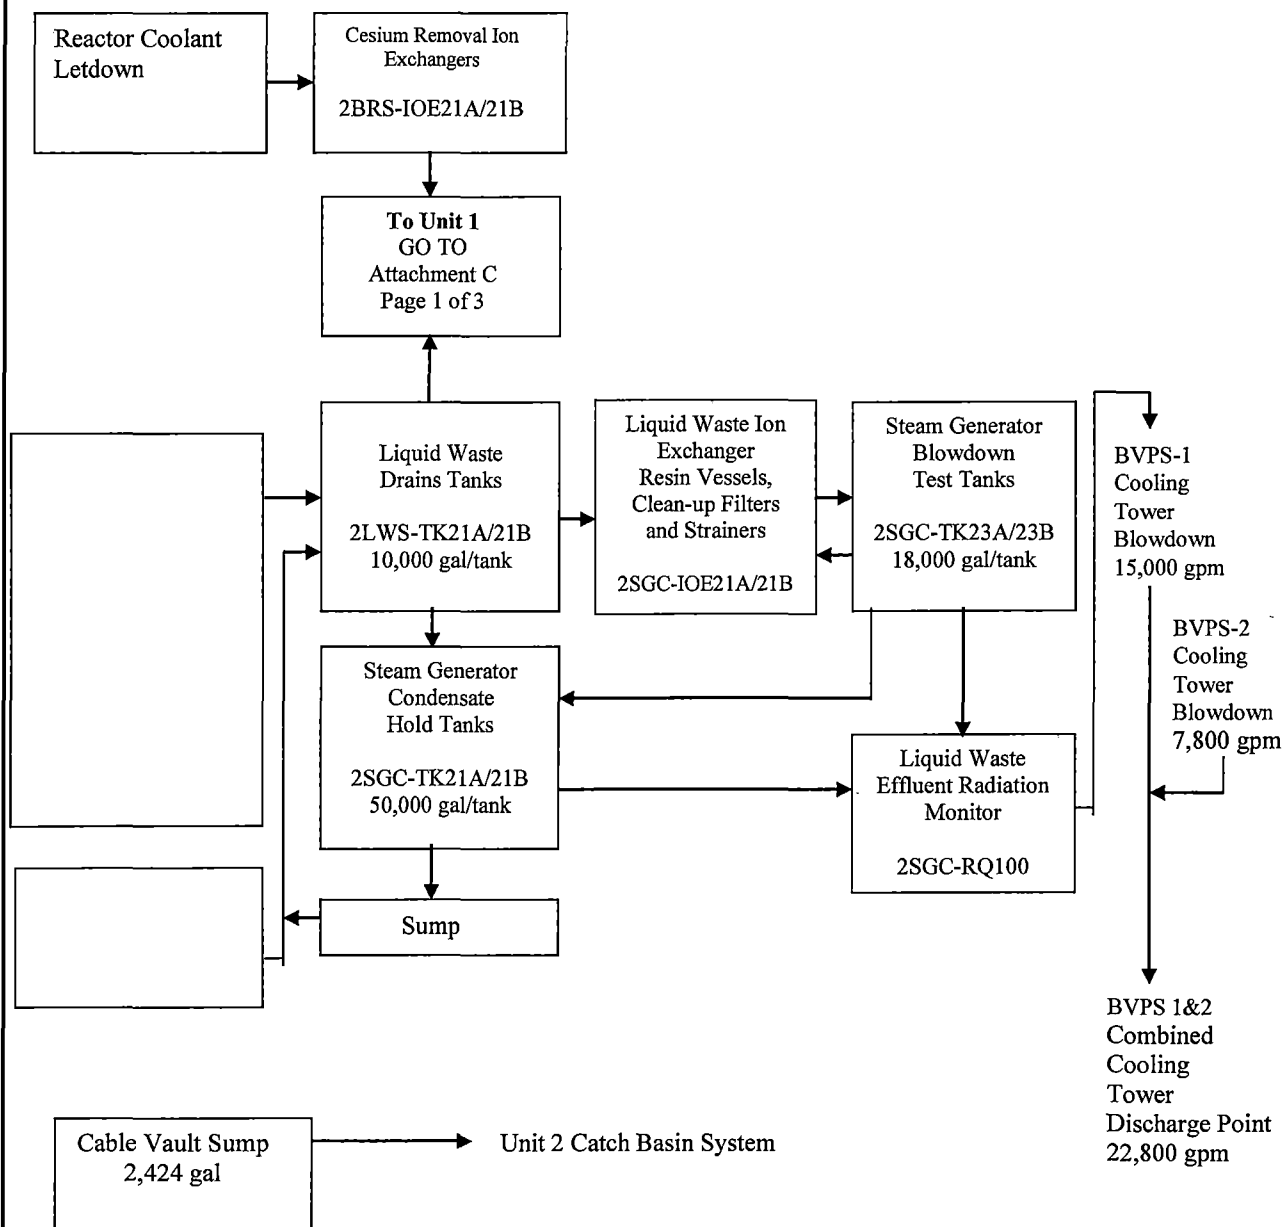 Reactor Coolant
Letdown
Cesium Removal Ion
Exchangers
2BRS-IOE21A/21B
To Unit 1
GO TO
Attachment C
Page 1 of 3
Liquid Waste
Drains Tanks
2LWS-TK21A/21B
10,000 gal/tank
Liquid Waste Ion
Exchanger
Resin Vessels,
Clean-up Filters
and Strainers
2SGC-IOE21A/21B
Steam Generator
Blowdown
Test Tanks
2SGC-TK23A/23B
18,000 gal/tank
BVPS-1
Cooling
Tower
Blowdown
15,000 gpm
BVPS-2
Cooling
Tower
Blowdown
7,800 gpm
Steam Generator
Condensate
Hold Tanks
2SGC-TK21A/21B
50,000 gal/tank
Liquid Waste
Effluent Radiation
Monitor
2SGC-RQ100
Sump
BVPS 1&2
Combined
Cooling
Tower
Discharge Point
22,800 gpm
Cable Vault Sump
2,424 gal
Unit 2 Catch Basin System